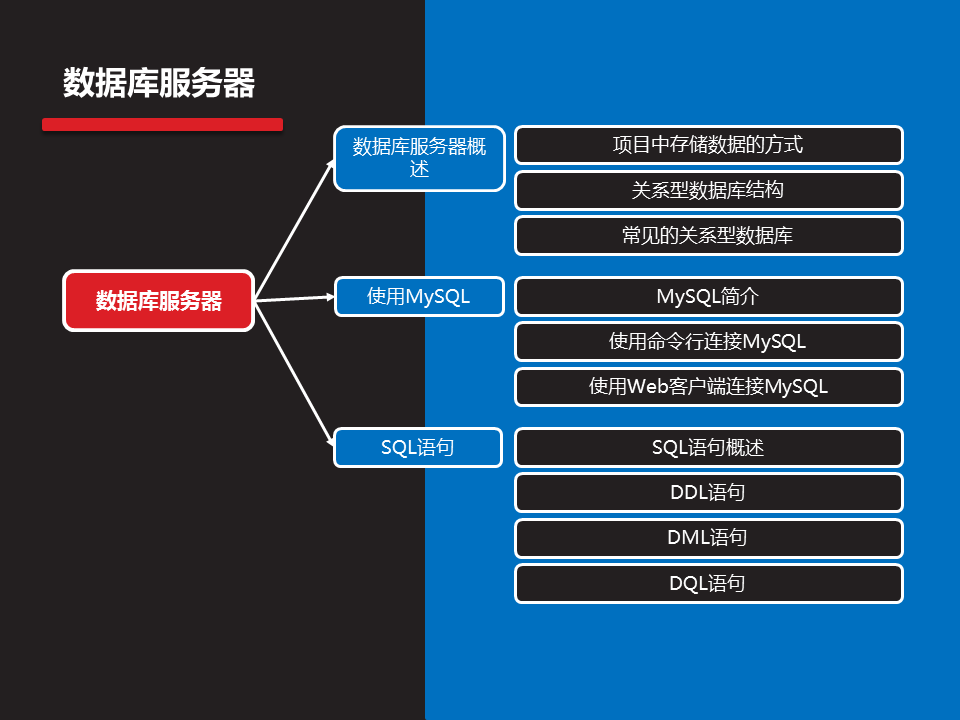 数据库服务器
数据库服务器
数据库服务器概
述
项目中存储数据的方式
关系型数据库结构
常见的关系型数据库
使用MySQL
MySQL简介
使用命令行连接MySQL
使用Web客户端连接MySQL
SQL语句
SQL语句概述
DDL语句
DML语句
DQL语句